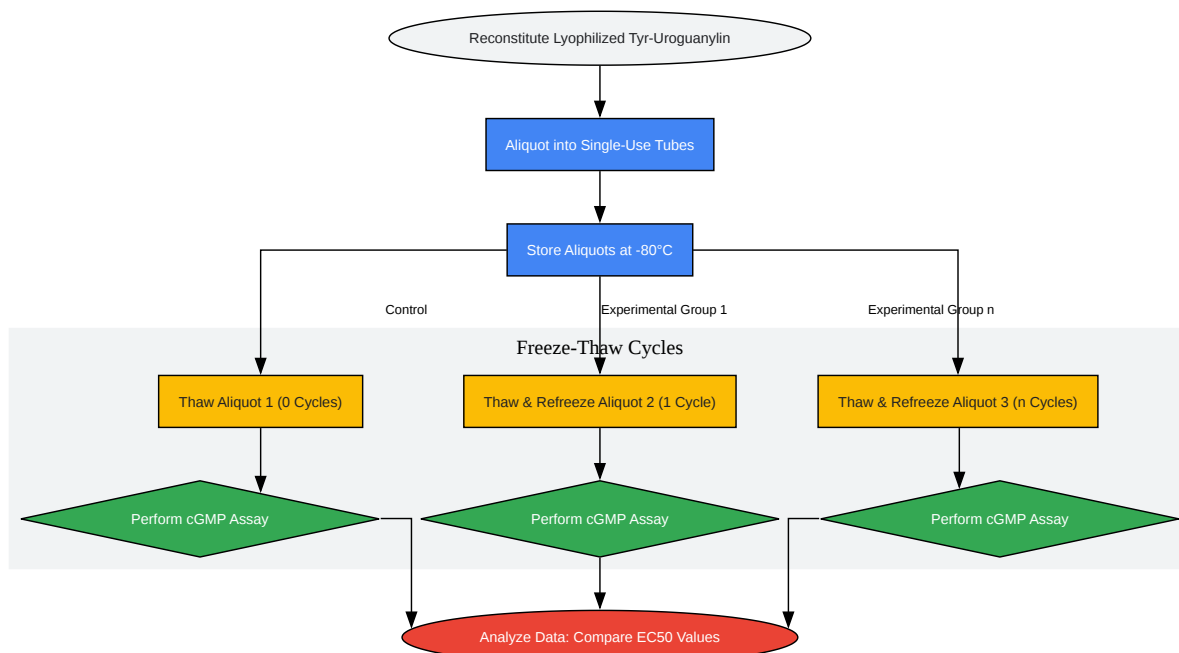 Reconstitute Lyophilized Tyr-Uroguanylin
Aliquot into Single-Use Tubes
Store Aliquots at -80°C
Control
Experimental Group 1
Experimental Group n
Freeze-Thaw Cycles
Thaw Aliquot 1 (0 Cycles)
Thaw & Refreeze Aliquot 2 (1 Cycle)
Thaw & Refreeze Aliquot 3 (n Cycles)
Perform cGMP Assay
Perform cGMP Assay
Perform cGMP Assay
Analyze Data: Compare EC50 Values